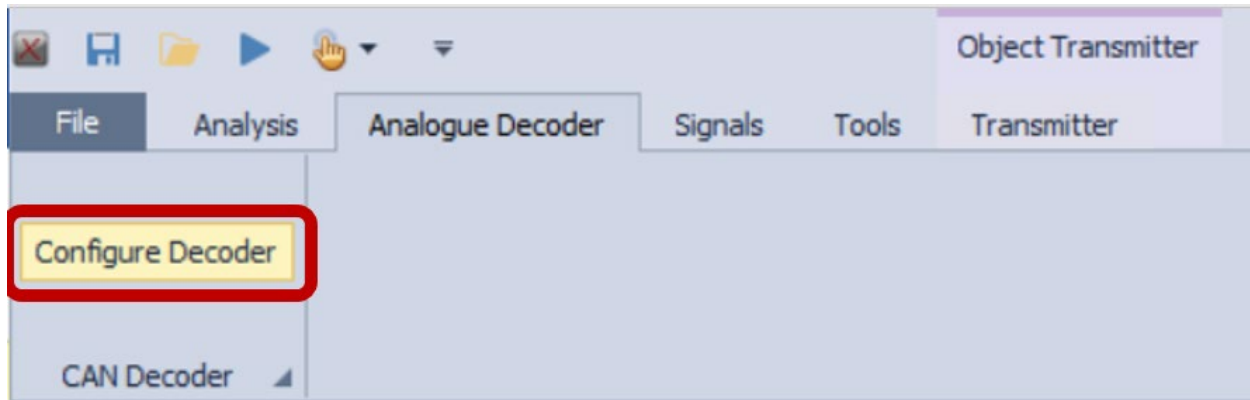 Object Transmitter
File Analysis Analogue Decoder Signals Tools Transmitter
Configure Decoder
CAN Decoder